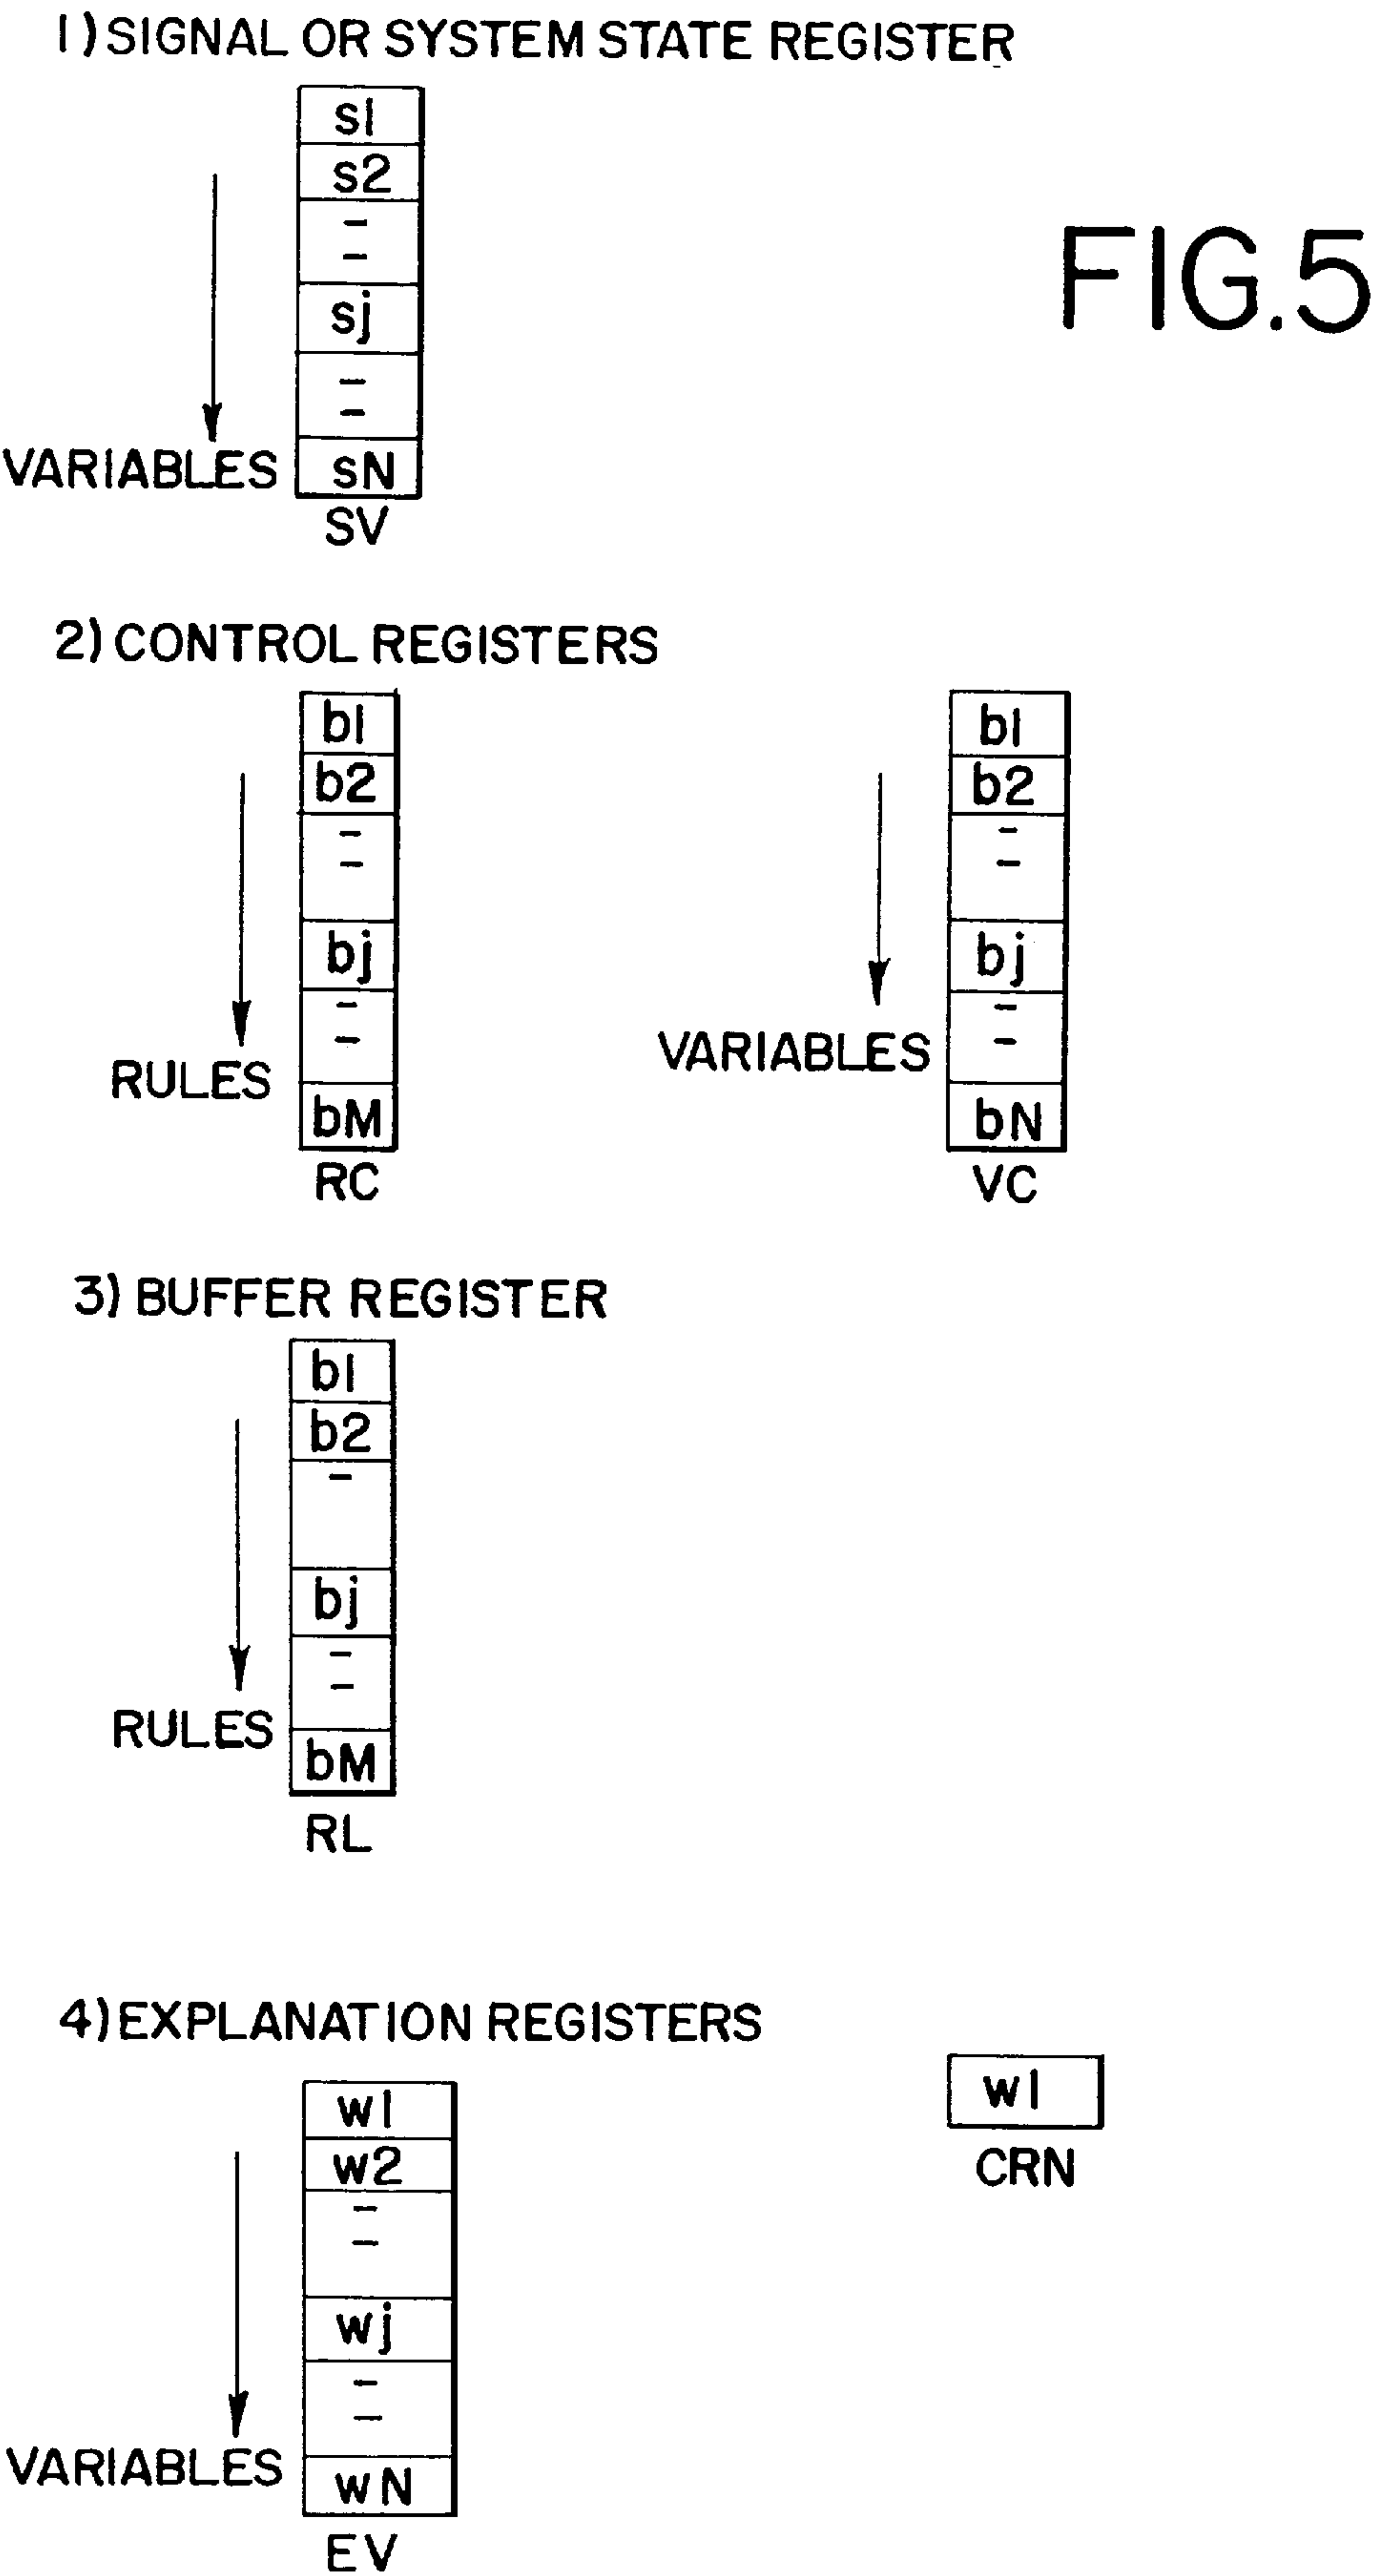 1) SIGNAL OR SYSTEM STATE REGISTER
s1
s2
–
–
sj
–
–
VARIABLES sN
SV
FIG.5
2) CONTROL REGISTERS
b1
b2
–
–
bj
–
–
RULES
bM
RC
b1
b2
–
–
bj
–
–
VARIABLES
bN
VC
3) BUFFER REGISTER
b1
b2
–
bj
–
–
RULES
bM
RL
4) EXPLANATION REGISTERS
w1
w2
–
–
wj
–
–
VARIABLES wN
EV
w1
CRN